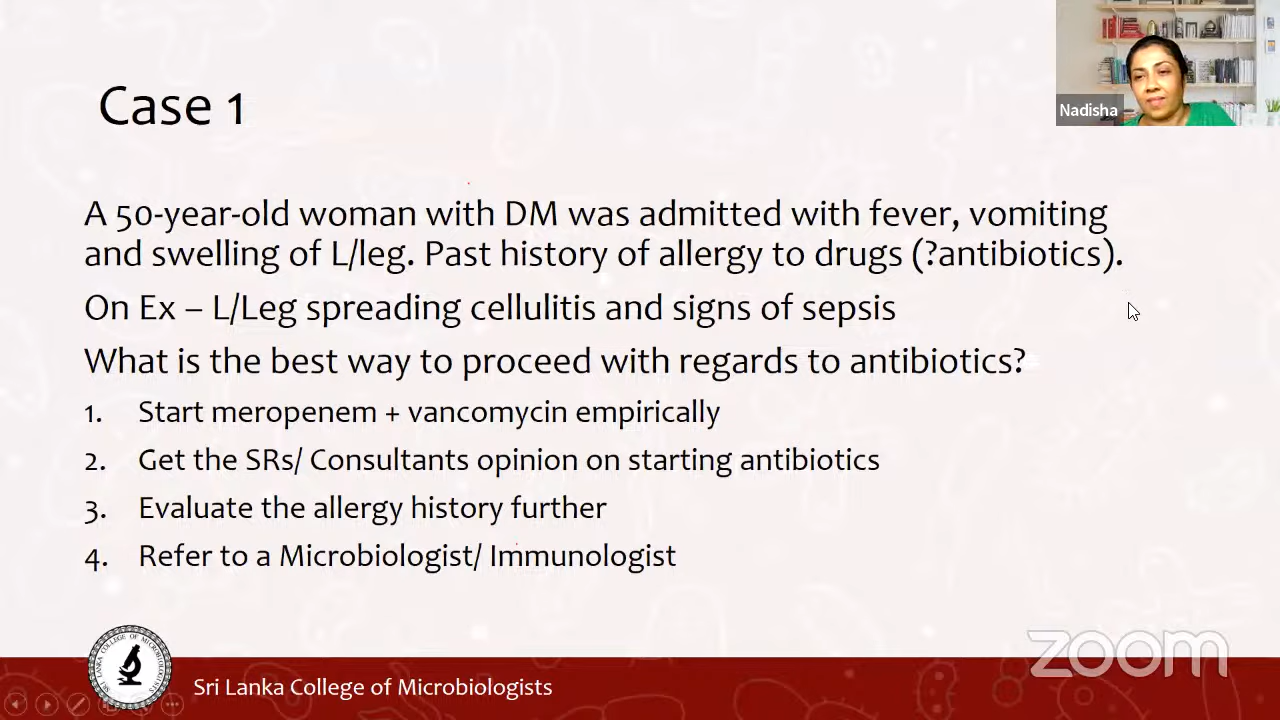 Case 1
Nadisha
A 50-year-old woman with DM was admitted with fever, vomiting
and swelling of L/leg. Past history of allergy to drugs (?antibiotics).
On Ex – L/Leg spreading cellulitis and signs of sepsis
What is the best way to proceed with regards to antibiotics?
1. Start meropenem + vancomycin empirically
2. Get the SRs/ Consultants opinion on starting antibiotics
3. Evaluate the allergy history further
4. Refer to a Microbiologist/ Immunologist
zoom
Sri Lanka College of Microbiologists